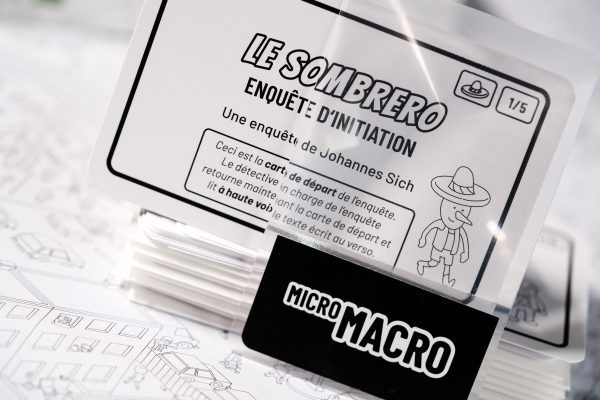 LE SOMBRERO
1/5
ENQUÊTE D'INITIATION
Une enquête de Johannes Sich
Ceci est la carte de départ de l'enquête.
Le détective en charge de l'enquête
retourne maintenant la carte de départ et
lit à haute voix le texte écrit au verso.
MICRO
MACRO